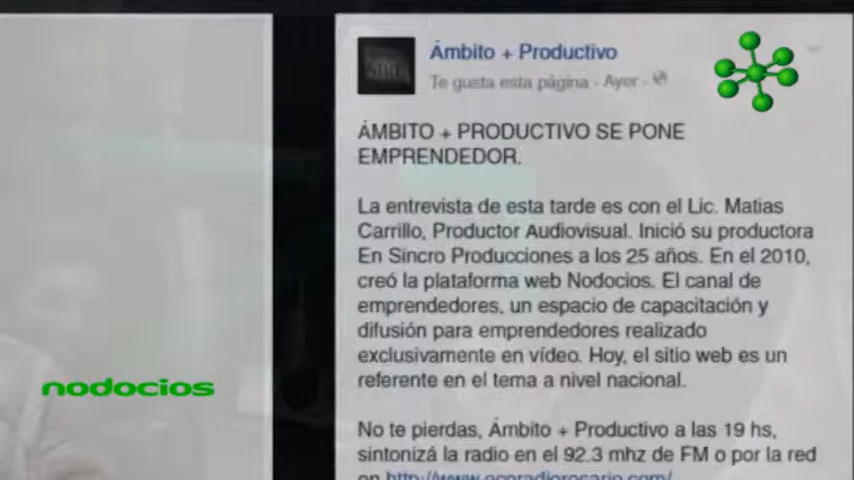 Ámbito + Productivo
Te gusta esta página · Ayer ·
ÁMBITO + PRODUCTIVO SE PONE
EMPRENDEDOR.
La entrevista de esta tarde es con el Lic. Matias
Carrillo, Productor Audiovisual. Inició su productora
En Sincro Producciones a los 25 años. En el 2010,
creó la plataforma web Nodocios. El canal de
emprendedores, un espacio de capacitación y
difusión para emprendedores realizado
exclusivamente en vídeo. Hoy, el sitio web es un
referente en el tema a nivel nacional.
nodocios
No te pierdas, Ámbito + Productivo a las 19 hs,
sintonizá la radio en el 92.3 mhz de FM o por la red
en